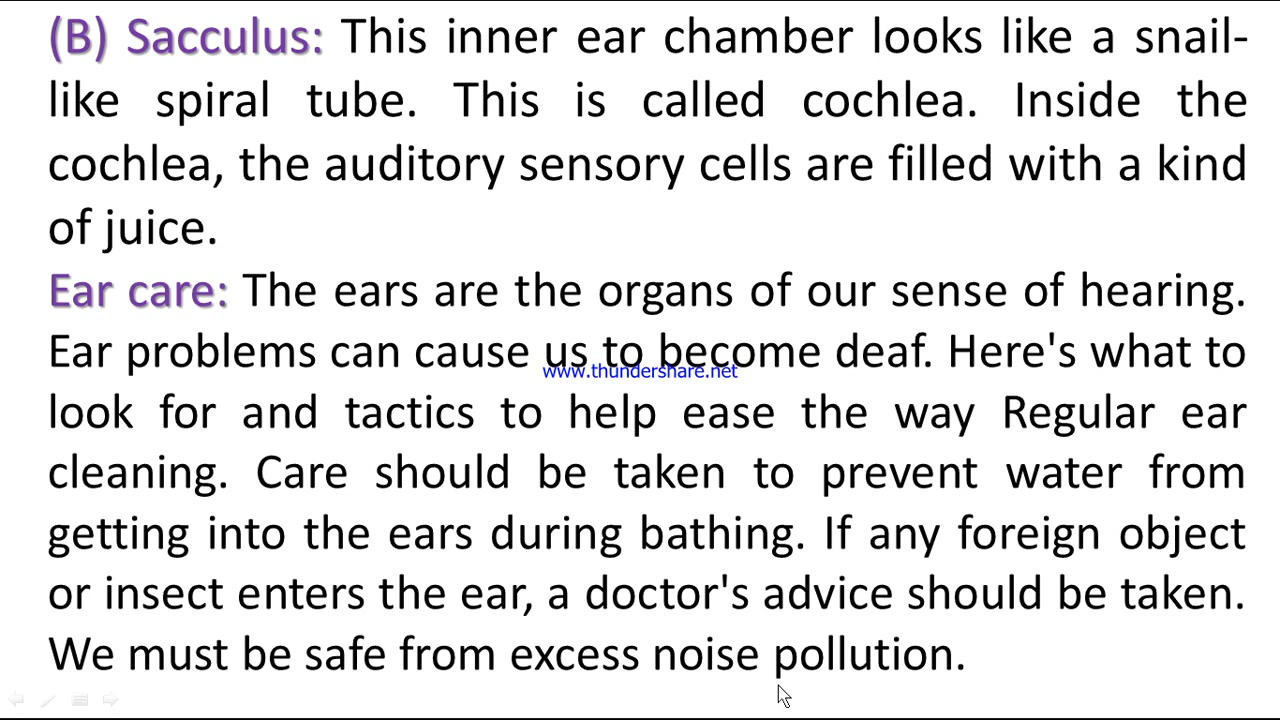 (B) Sacculus: This inner ear chamber looks like a snail-
like spiral tube. This is called cochlea. Inside the
cochlea, the auditory sensory cells are filled with a kind
of juice.
Ear care: The ears are the organs of our sense of hearing.
Ear problems can cause us to become deaf. Here's what to
www.thundershare.net
look for and tactics to help ease the way Regular ear
cleaning. Care should be taken to prevent water from
getting into the ears during bathing. If any foreign object
or insect enters the ear, a doctor's advice should be taken.
We must be safe from excess noise pollution.